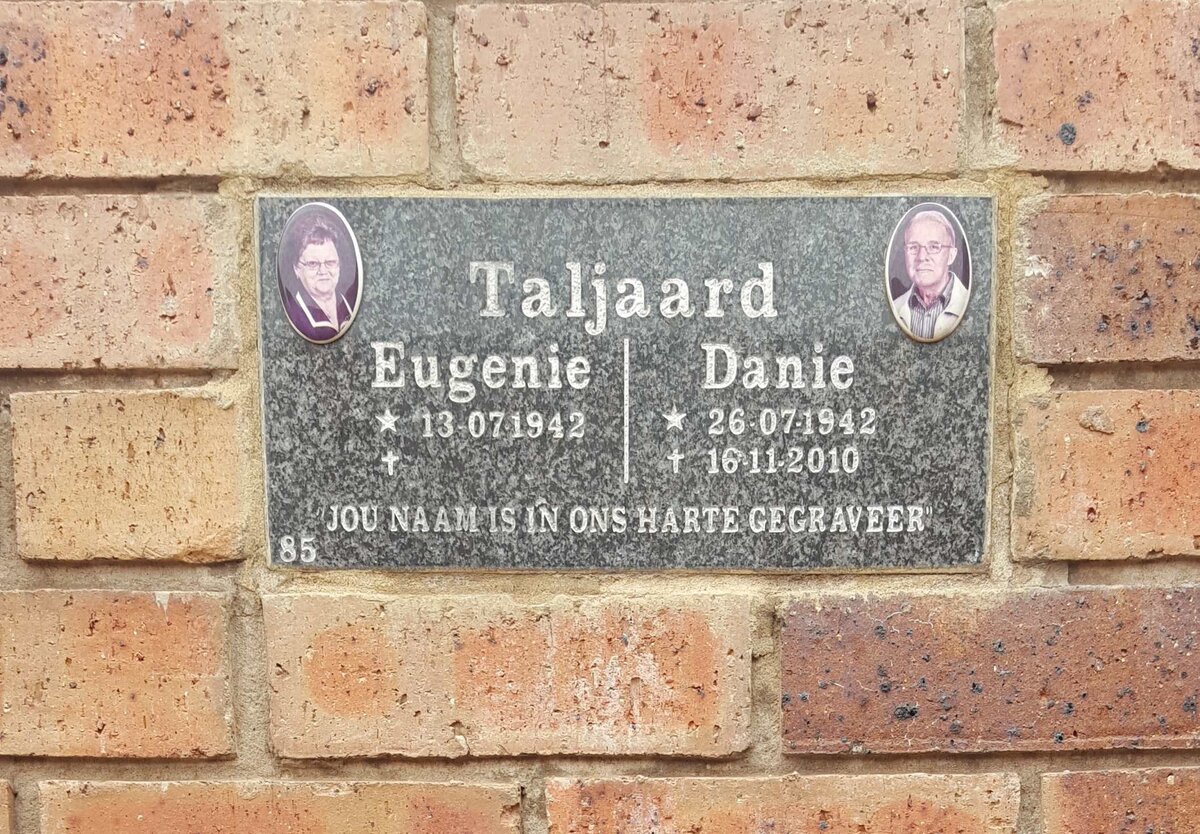 Taljaard
Eugenie
★ 13·07·1942
✝
Danie
★ 26·07·1942
✝ 16·11·2010
"JOU NAAM IS IN ONS HARTE GEGRAVEER"
85